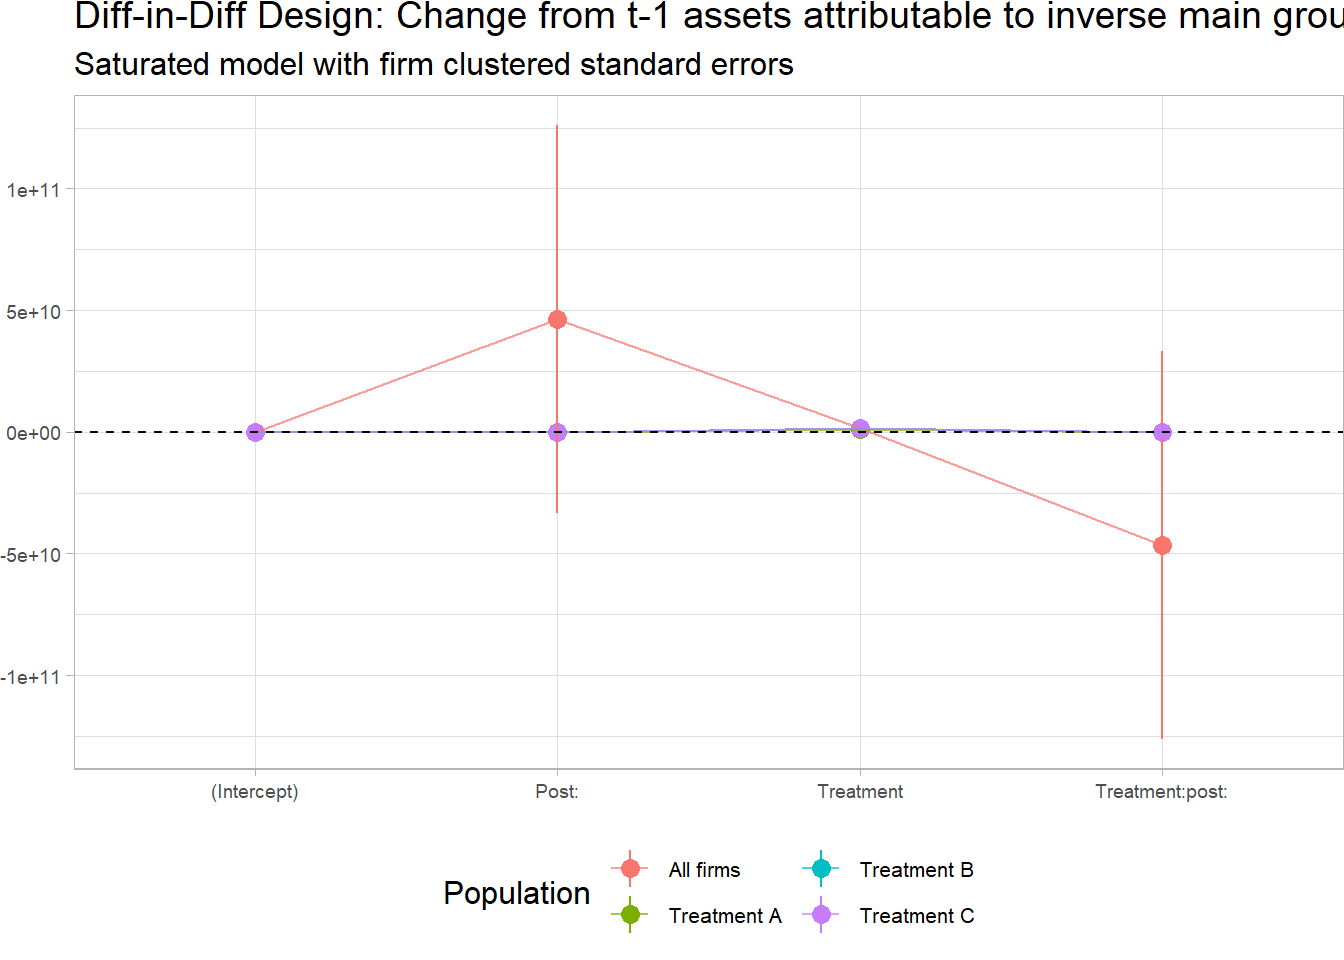 Diff-in-Diff Design: Change from t-1 assets attributable to inverse main grou
Saturated model with firm clustered standard errors
1e+11
5e+10
0e+00
-5e+10
-1e+11
(Intercept) Post: Treatment Treatment:post:
Population
All firms Treatment B
Treatment A Treatment C